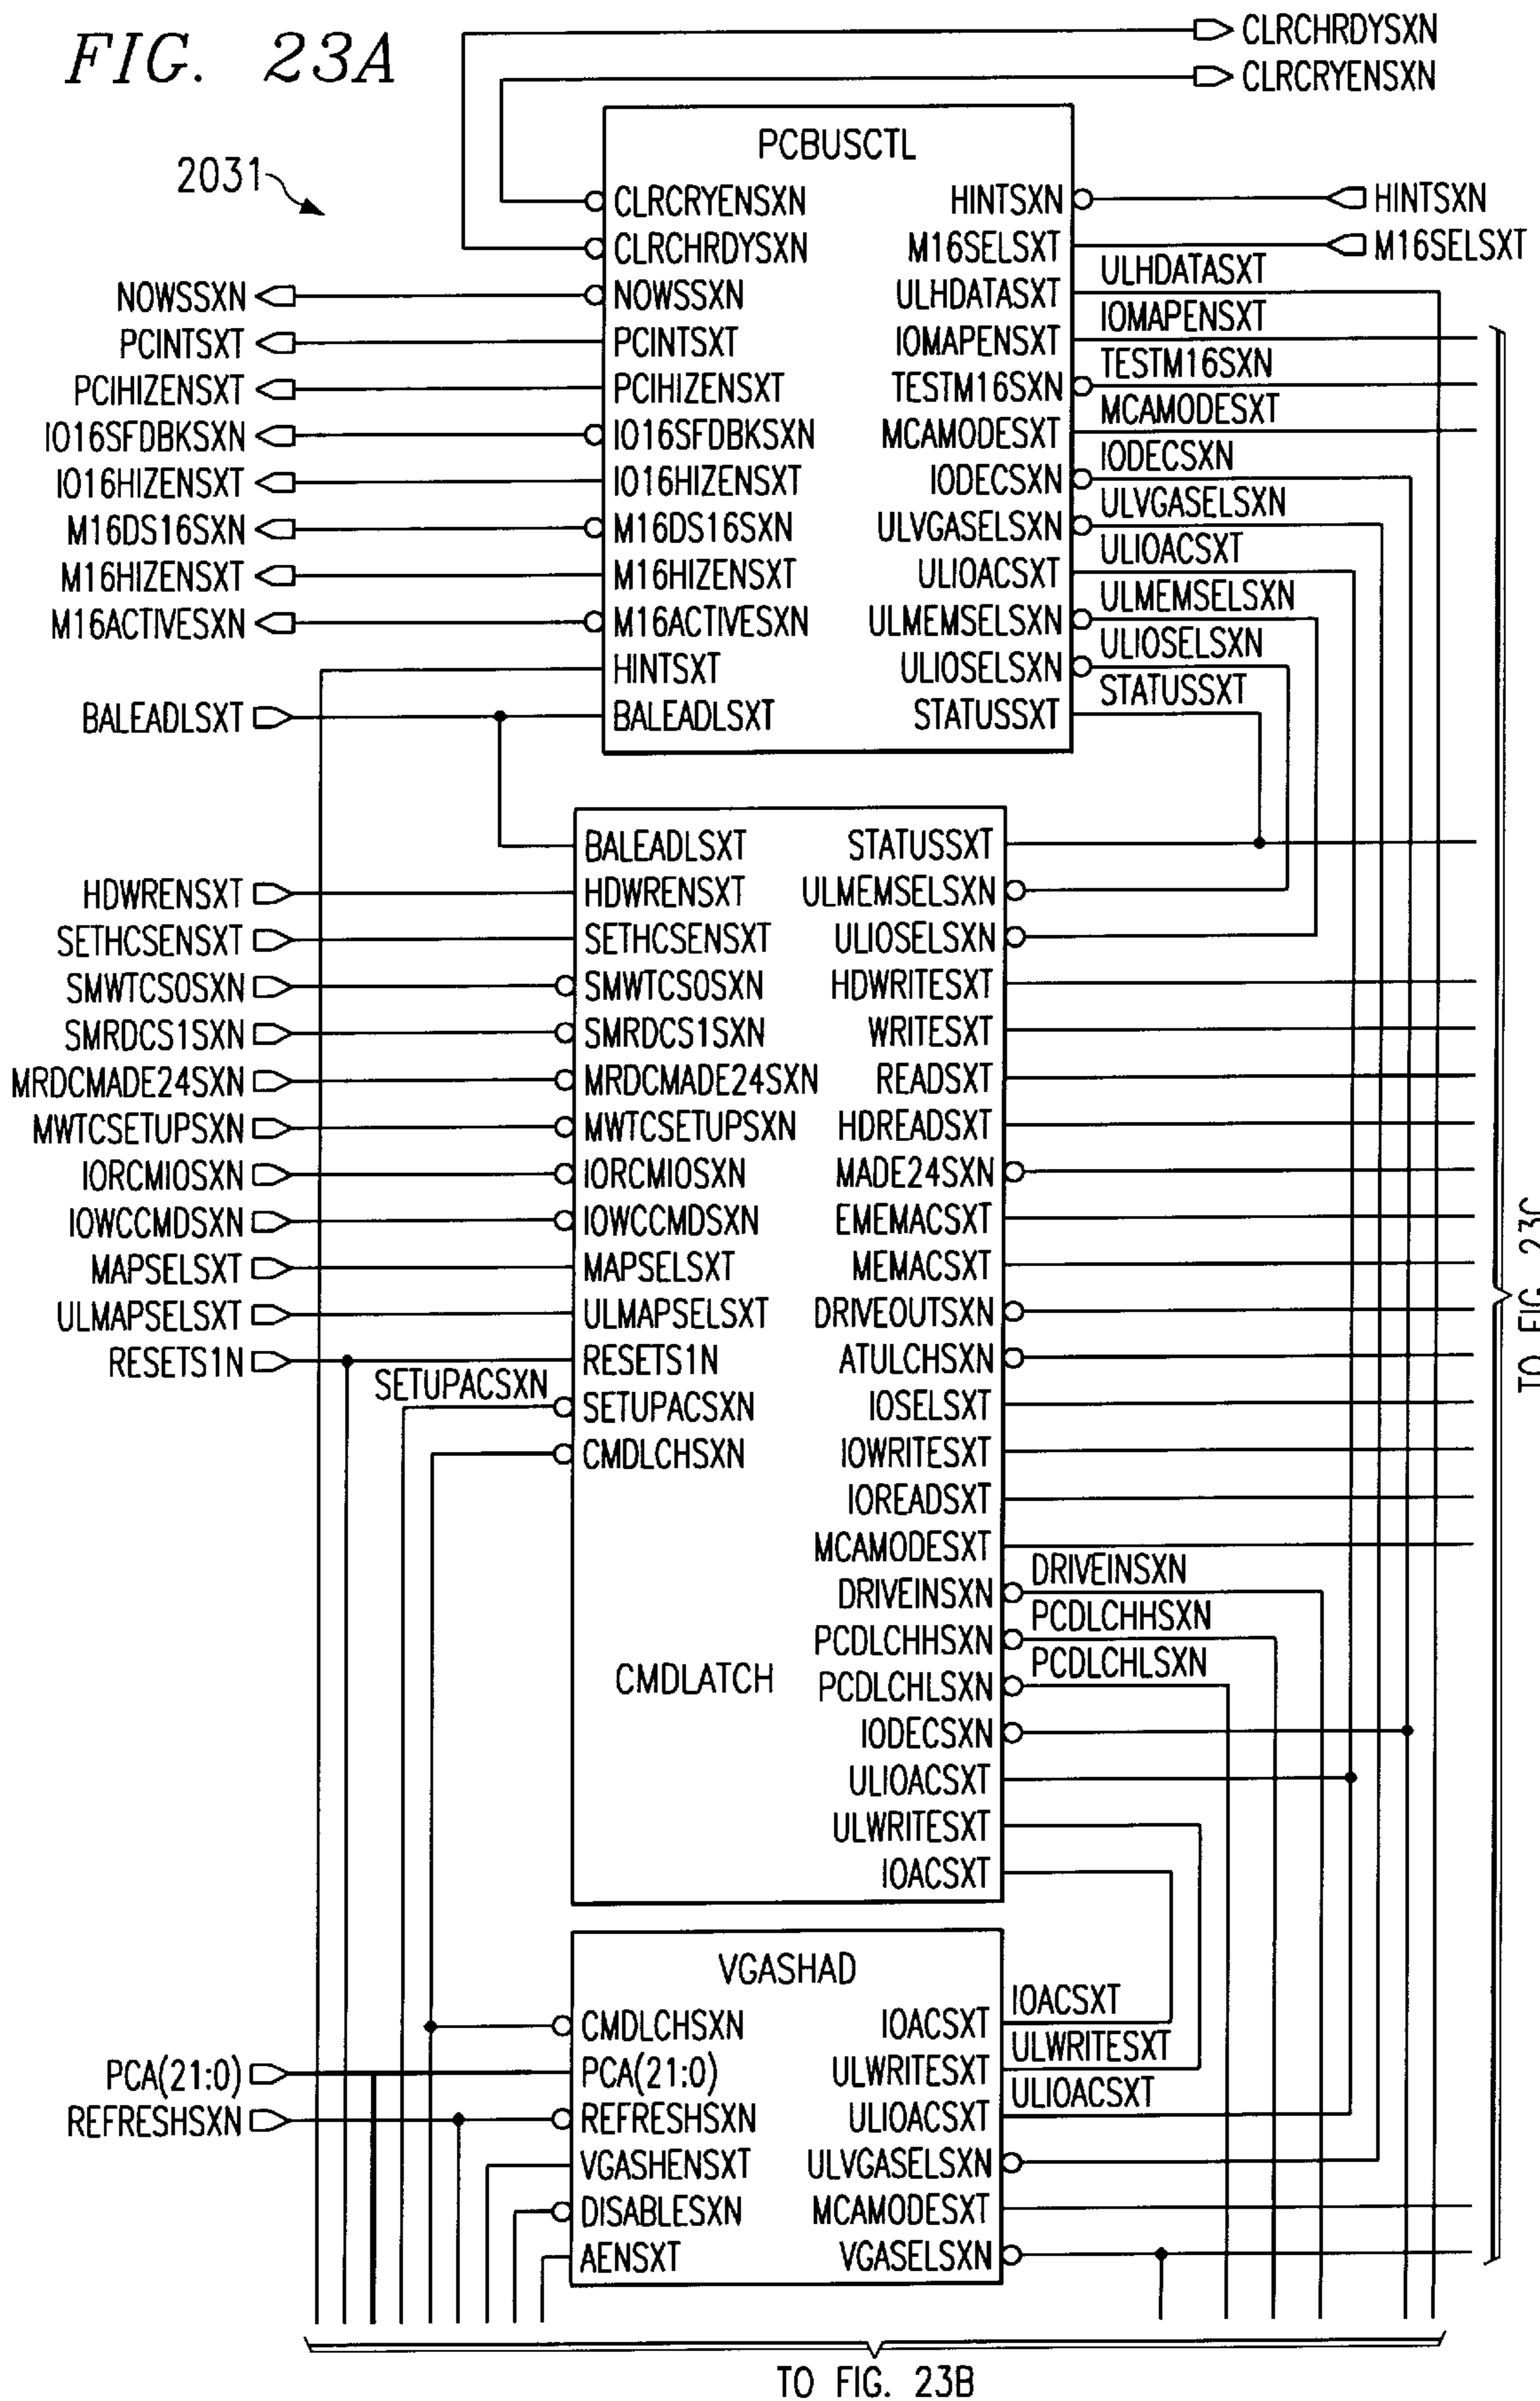 FIG. 23A
CLRCHRDYSXN
CLRCRYENSXN
2031
PCBUSCTL
CLRCRYENSXN HINTSXN HINTSXN
CLRCHRDYSXN M16SELSXT M16SELSXT
NOWSSXN NOWSSXN ULHDATASXT ULHDATASXT
PCINTSXT PCINTSXT IOMAPENSXT IOMAPENSXT
PCIHIZENSXT PCIHIZENSXT TESTM16SXN TESTM16SXN
IO16SFDBKSXN IO16SFDBKSXN MCAMODESXT MCAMODESXT
IO16HIZENSXT IO16HIZENSXT IODECSXN IODECSXN
M16DS16SXN M16DS16SXN ULVGASELSXN ULVGASELSXN
M16HIZENSXT M16HIZENSXT ULIOACSXT ULIOACSXT
M16ACTIVESXN M16ACTIVESXN ULMEMSELSXN ULMEMSELSXN
HINTSXT ULIOSELSXN ULIOSELSXN
BALEADLSXT BALEADLSXT STATUSSXT STATUSSXT
BALEADLSXT STATUSSXT
HDWRENSXT HDWRENSXT ULMEMSELSXN
SETHCSENSXT SETHCSENSXT ULIOSELSXN
SMWTCS0SXN SMWTCS0SXN HDWRITESXT
SMRDCS1SXN SMRDCS1SXN WRITESXT
MRDCMADE24SXN MRDCMADE24SXN READSXT
MWTCSETUPSXN MWTCSETUPSXN HDREADSXT
IORCMIOSXN IORCMIOSXN MADE24SXN
IOWCCMDSXN IOWCCMDSXN EMEMACSXT
MAPSELSXT MAPSELSXT MEMACSXT
ULMAPSELSXT ULMAPSELSXT DRIVEOUTSXN
RESETS1N RESETS1N ATULCHSXN
SETUPACSXN SETUPACSXN IOSELSXT
CMDLCHSXN IOWRITESXT
IOREADSXT
MCAMODESXT
DRIVEINSXN DRIVEINSXN
PCDLCHHSXN PCDLCHHSXN
CMDLATCH PCDLCHLSXN PCDLCHLSXN
IODECSXN
ULIOACSXT
ULWRITESXT
IOACSXT
VGASHAD
CMDLCHSXN IOACSXT IOACSXT
PCA(21:0) PCA(21:0) ULWRITESXT ULWRITESXT
REFRESHSXN REFRESHSXN ULIOACSXT ULIOACSXT
VGASHENSXT ULVGASELSXN
DISABLESXN MCAMODESXT
AENSXT VGASELSXN
TO FIG. 23B
TO FIG. 23C